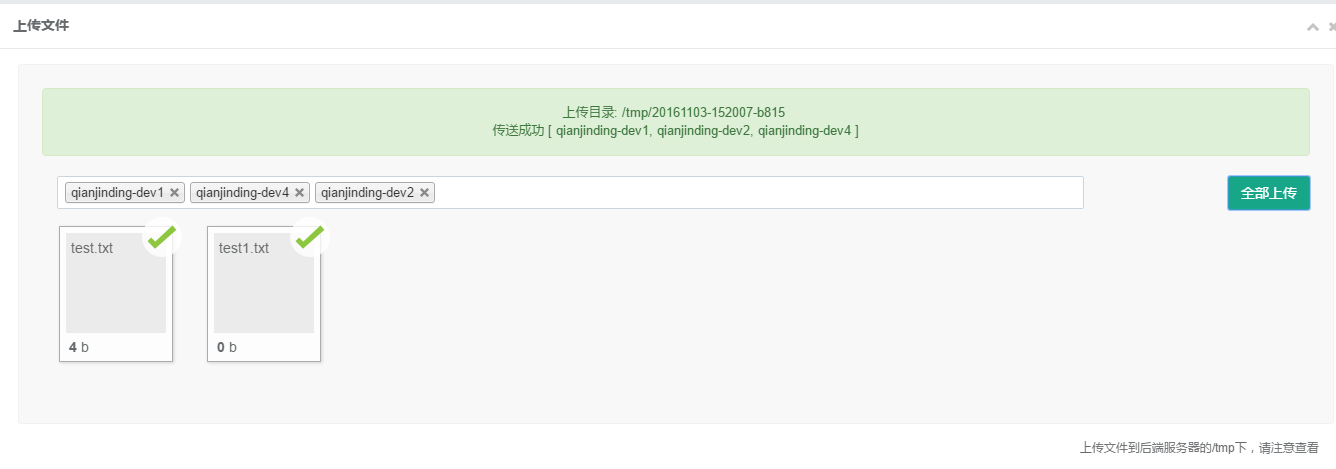 上传文件
上传目录: /tmp/20161103-152007-b815
传送成功 [ qianjinding-dev1, qianjinding-dev2, qianjinding-dev4 ]
qianjinding-dev1 qianjinding-dev4 qianjinding-dev2
全部上传
test.txt test1.txt
4 b 0 b
上传文件到后端服务器的/tmp下，请注意查看